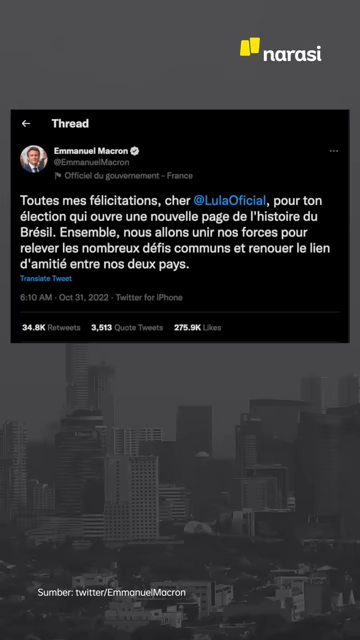 narasi
Thread
Emmanuel Macron
@EmmanuelMacron
Officiel du gouvernement - France
Toutes mes félicitations, cher @LulaOficial, pour ton
élection qui ouvre une nouvelle page de l'histoire du
Brésil. Ensemble, nous allons unir nos forces pour
relever les nombreux défis communs et renouer le lien
d'amitié entre nos deux pays.
Translate Tweet
6:10 AM · Oct 31, 2022 · Twitter for iPhone
34.8K Retweets 3,513 Quote Tweets 275.9K Likes
Sumber: twitter/EmmanuelMacron